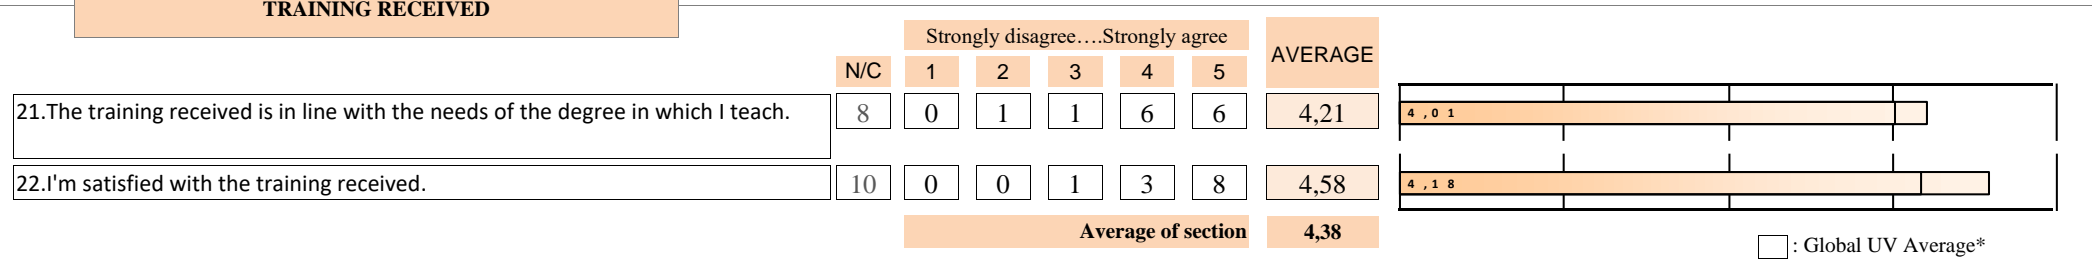 TRAINING RECEIVED
Strongly disagree….Strongly agree
AVERAGE
N/C 1 2 3 4 5
21.The training received is in line with the needs of the degree in which I teach. 8 0 1 1 6 6 4,21 4,01
22.I'm satisfied with the training received. 10 0 0 1 3 8 4,58 4,18
Average of section 4,38
: Global UV Average*